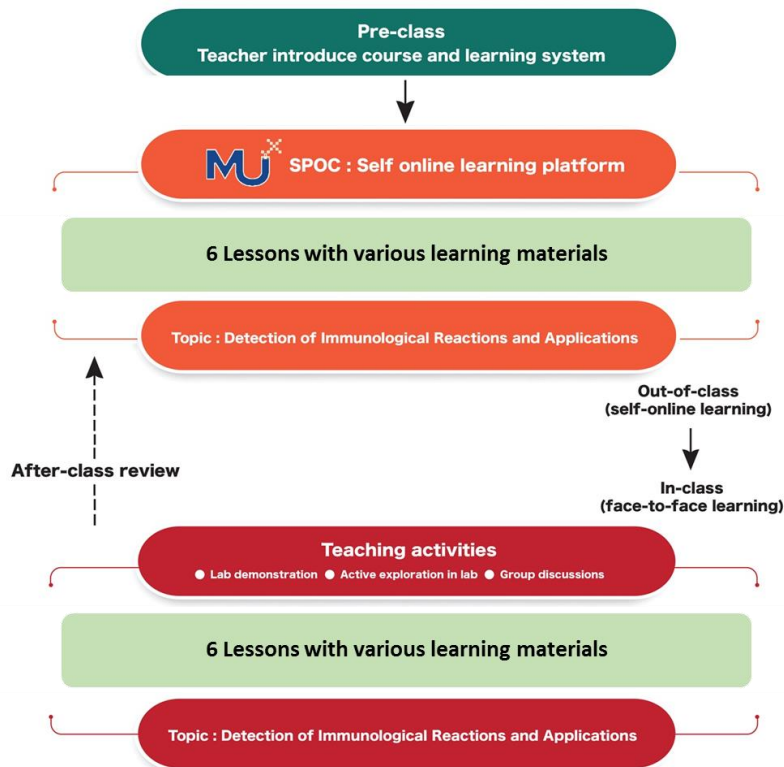 Pre-class
Teacher introduce course and learning system
MUX SPOC : Self online learning platform
6 Lessons with various learning materials
Topic : Detection of Immunological Reactions and Applications
Out-of-class
(self-online learning)
After-class review
In-class
(face-to-face learning)
Teaching activities
● Lab demonstration ● Active exploration in lab ● Group discussions
6 Lessons with various learning materials
Topic : Detection of Immunological Reactions and Applications